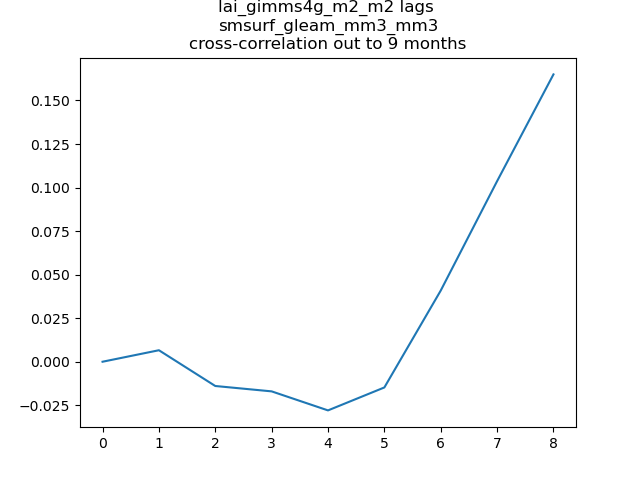 lai_gimms4g_m2_m2 lags
smsurf_gleam_mm3_mm3
cross-correlation out to 9 months
0.150
0.125
0.100
0.075
0.050
0.025
0.000
−0.025
0 1 2 3 4 5 6 7 8